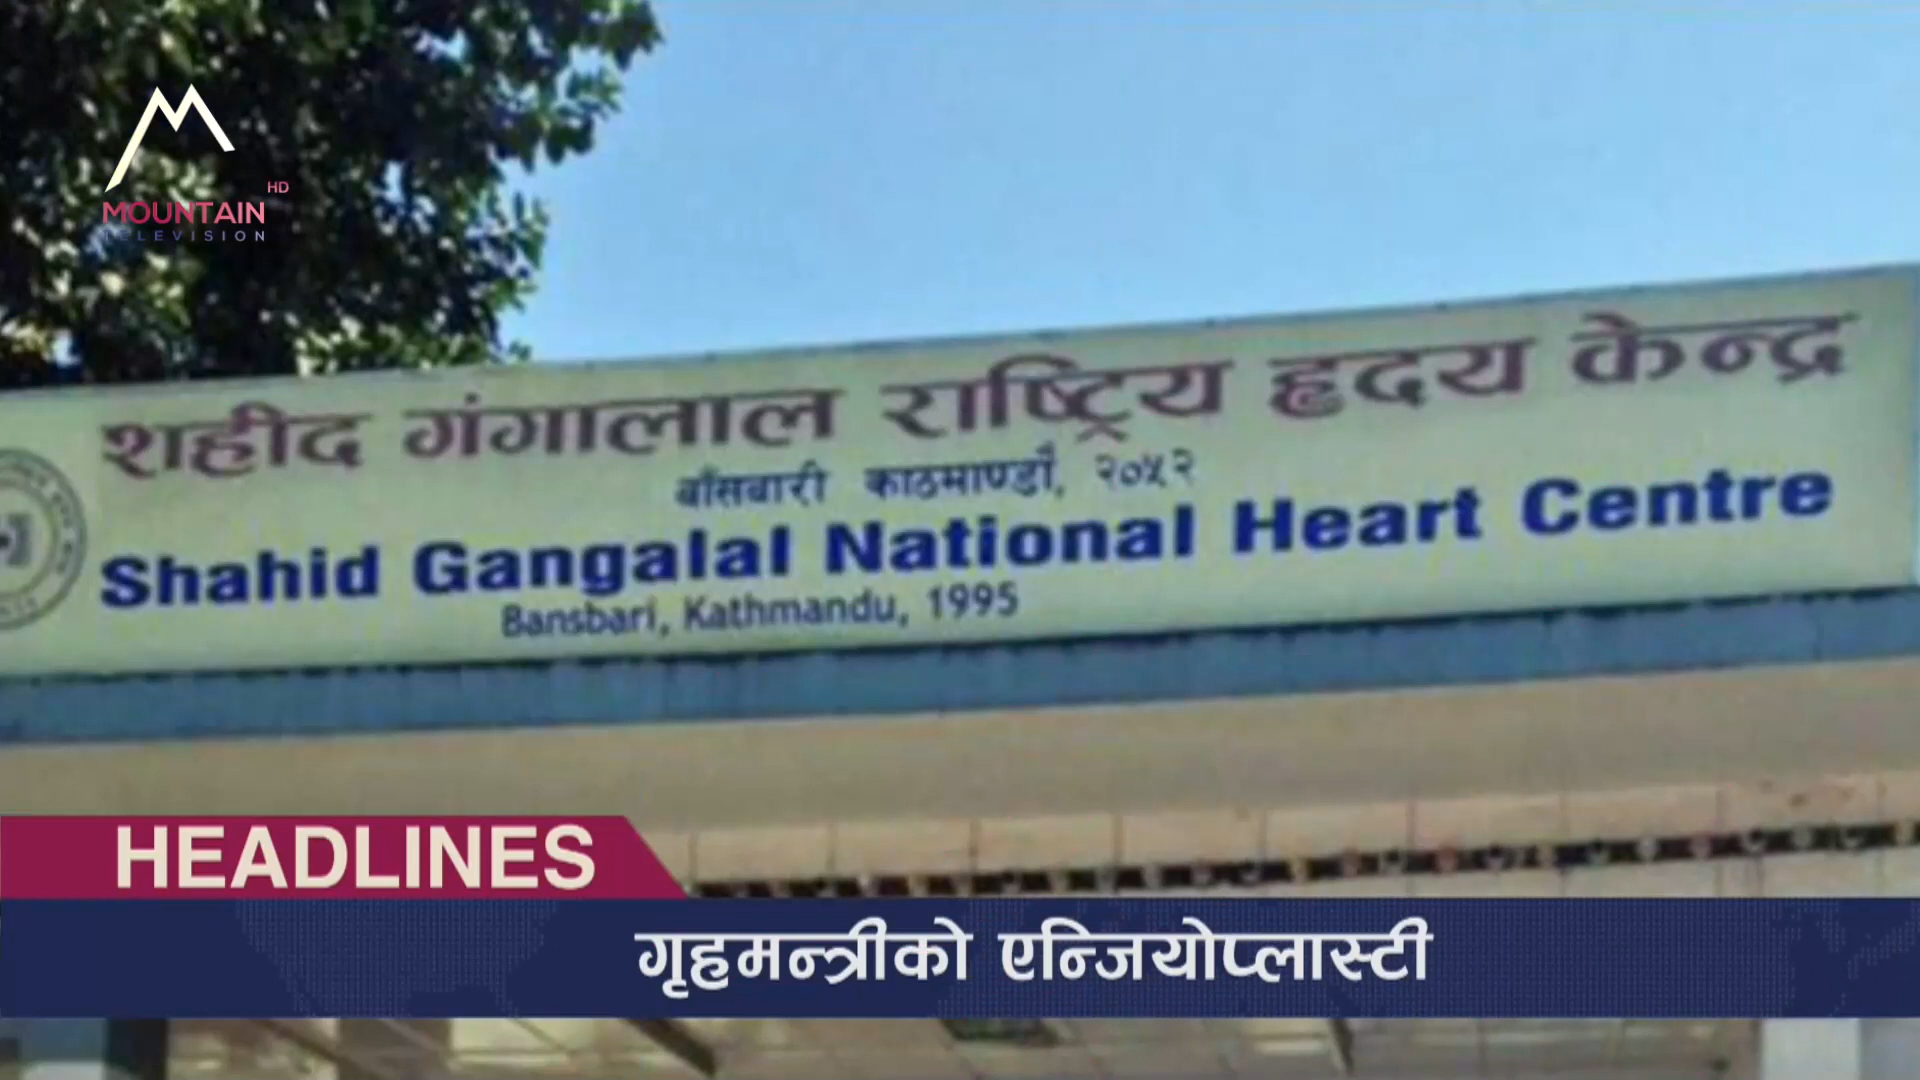 HD
MOUNTAIN
TELEVISION
शहीद गंगालाल राष्ट्रिय हृदय केन्द्र
बाँसबारी काठमाण्डौं, २०५२
Shahid Gangalal National Heart Centre
Bansbari, Kathmandu, 1995
HEADLINES
गृहमन्त्रीको एन्जियोप्लास्टी